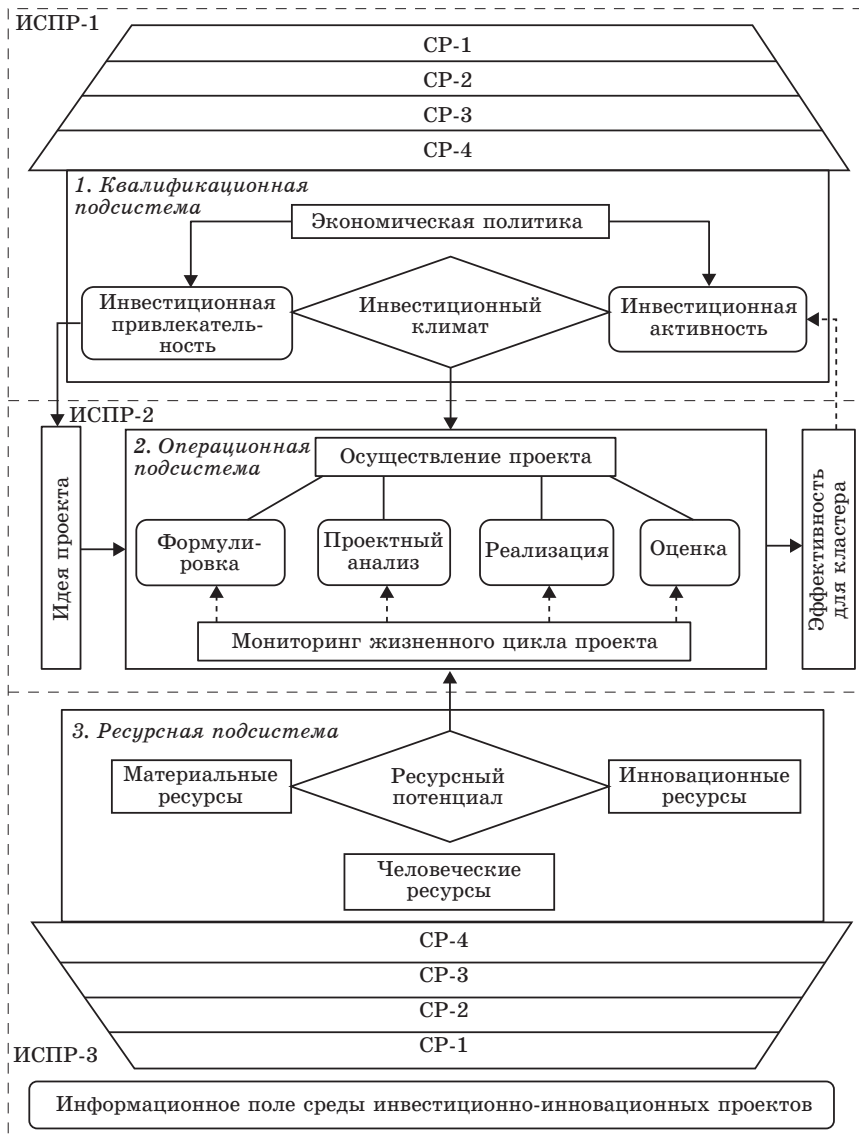 ИСПР-1
СР-1
СР-2
СР-3
СР-4
1. Квалификационная
подсистема
Экономическая политика
Инвестиционная
привлекатель-
ность
Инвестиционный
климат
Инвестиционная
активность
ИСПР-2
Идея проекта
2. Операционная
подсистема
Осуществление проекта
Формули-
ровка
Проектный
анализ
Реализация
Оценка
Мониторинг жизненного цикла проекта
Эффективность
для кластера
3. Ресурсная подсистема
Материальные
ресурсы
Ресурсный
потенциал
Инновационные
ресурсы
Человеческие
ресурсы
СР-4
СР-3
СР-2
СР-1
ИСПР-3
Информационное поле среды инвестиционно-инновационных проектов